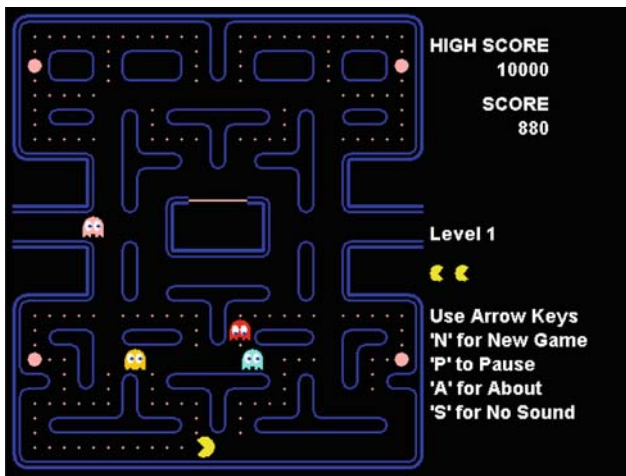 HIGH SCORE
10000
SCORE
880
Level 1
Use Arrow Keys
'N' for New Game
'P' to Pause
'A' for About
'S' for No Sound